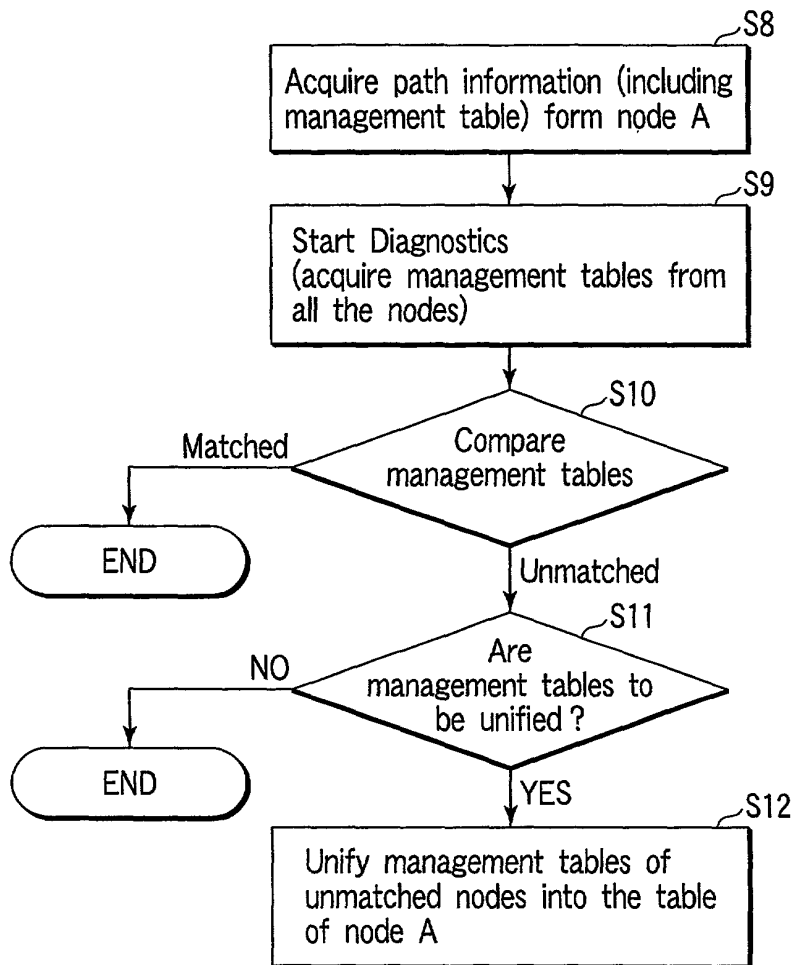 S8
Acquire path information (including
management table) form node A
S9
Start Diagnostics
(acquire management tables from
all the nodes)
S10
Compare
management tables
Matched
END
Unmatched
S11
Are
management tables to
be unified?
NO
END
YES
S12
Unify management tables of
unmatched nodes into the table
of node A